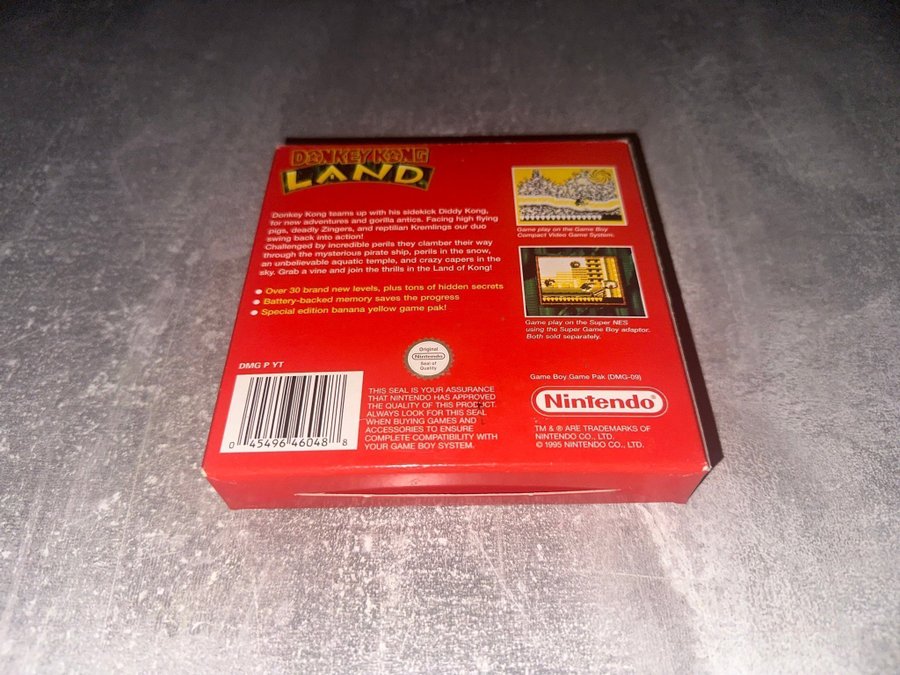 DONKEY KONG
LAND
Donkey Kong teams up with his sidekick Diddy Kong,
for new adventures and gorilla antics. Facing high flying
pigs, deadly Zingers, and reptilian Kremlings our duo
swing back into action!
Challenged by incredible perils they clamber their way
through the mysterious pirate ship, perils in the snow,
an unbelievable aquatic temple, and crazy capers in the
sky. Grab a vine and join the thrills in the Land of Kong!
Over 30 brand new levels, plus tons of hidden secrets
Battery-backed memory saves the progress
Special edition banana yellow game pak!
Game play on the Game Boy
Compact Video Game System.
Game play on the Super NES
using the Super Game Boy adaptor.
Both sold separately.
DMG P YT
0 45496 46048 8
Original
Nintendo
Seal of
Quality
THIS SEAL IS YOUR ASSURANCE
THAT NINTENDO HAS APPROVED
THE QUALITY OF THIS PRODUCT.
ALWAYS LOOK FOR THIS SEAL
WHEN BUYING GAMES AND
ACCESSORIES TO ENSURE
COMPLETE COMPATIBILITY WITH
YOUR GAME BOY SYSTEM.
Game Boy Game Pak (DMG-09)
Nintendo®
TM & ® ARE TRADEMARKS OF
NINTENDO CO., LTD.
© 1995 NINTENDO CO., LTD.